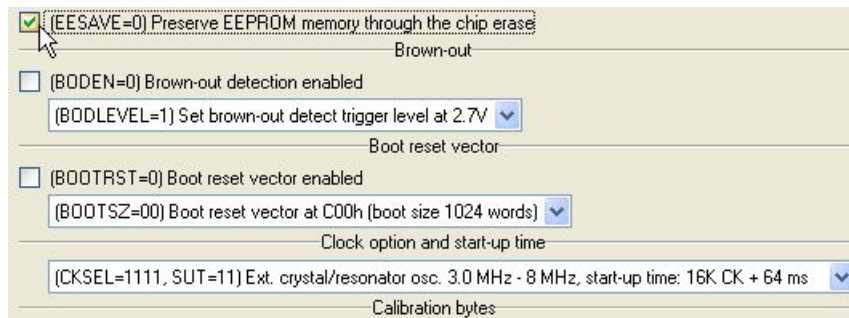 (EESAVE=0) Preserve EEPROM memory through the chip erase
Brown-out
(BODEN=0) Brown-out detection enabled
(BODLEVEL=1) Set brown-out detect trigger level at 2.7V
Boot reset vector
(BOOTRST=0) Boot reset vector enabled
(BOOTSZ=00) Boot reset vector at C00h (boot size 1024 words)
Clock option and start-up time
(CKSEL=1111, SUT=11) Ext. crystal/resonator osc. 3.0 MHz - 8 MHz, start-up time: 16K CK + 64 ms
Calibration bytes